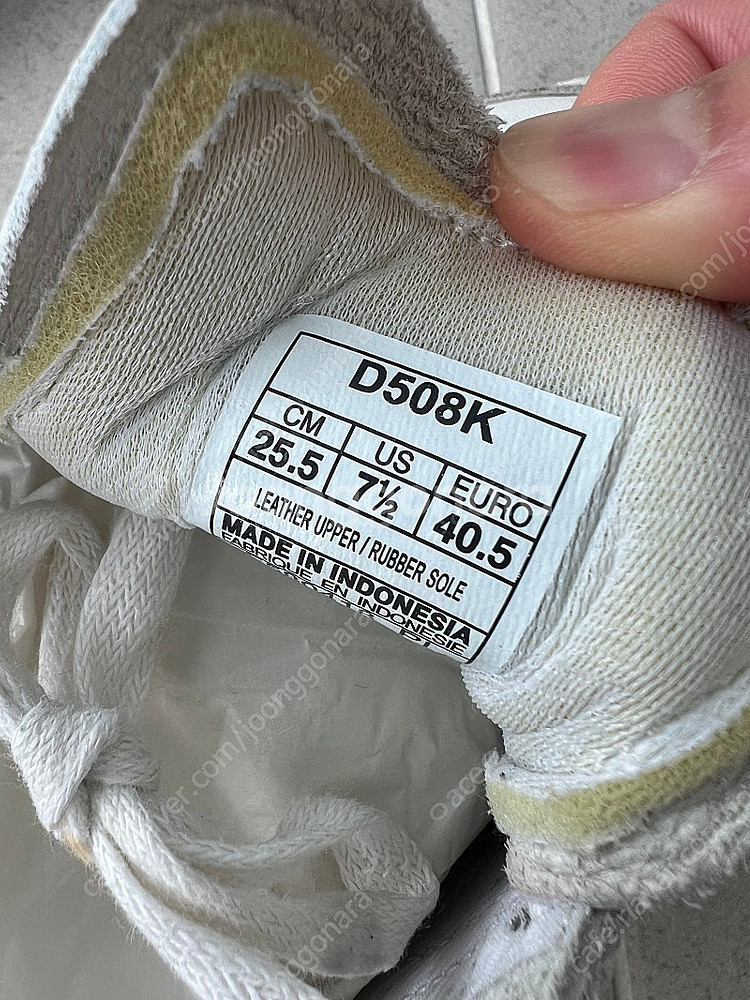 D508K
CM US EURO
25.5 7½ 40.5
LEATHER UPPER / RUBBER SOLE
MADE IN INDONESIA
FABRIQUE EN INDONESIE